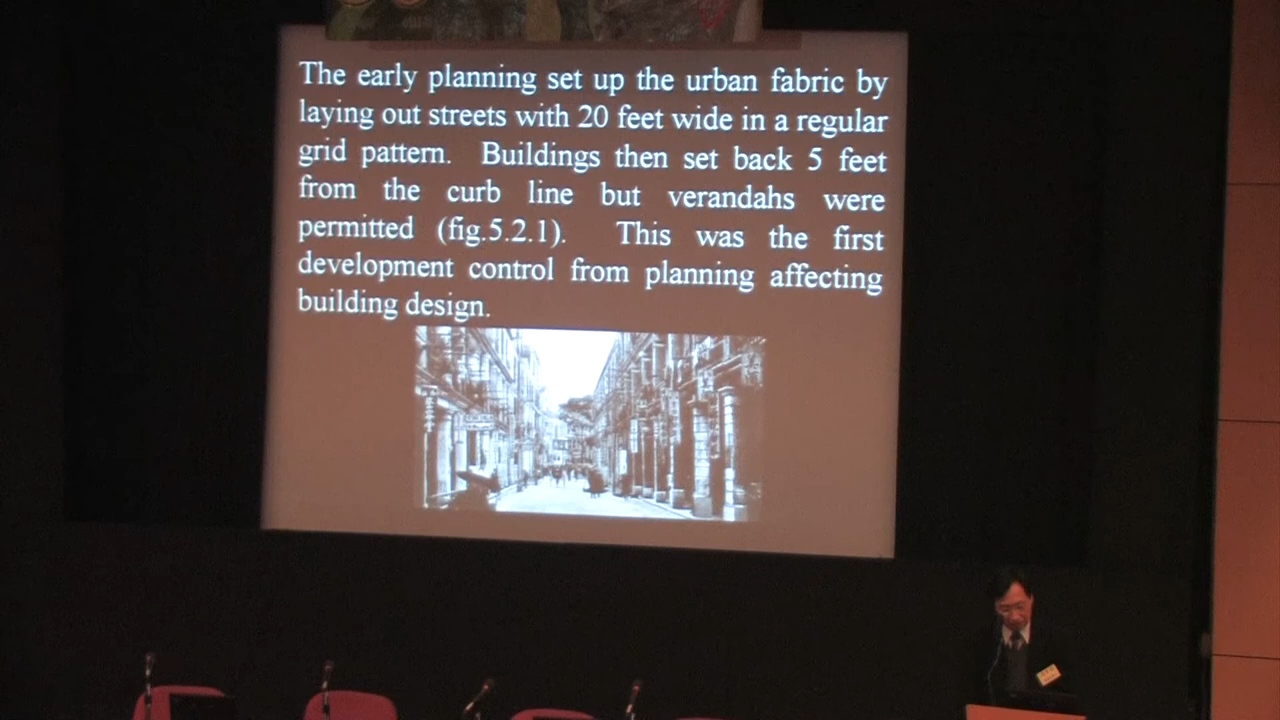 The early planning set up the urban fabric by
laying out streets with 20 feet wide in a regular
grid pattern. Buildings then set back 5 feet
from the curb line but verandahs were
permitted (fig.5.2.1). This was the first
development control from planning affecting
building design.